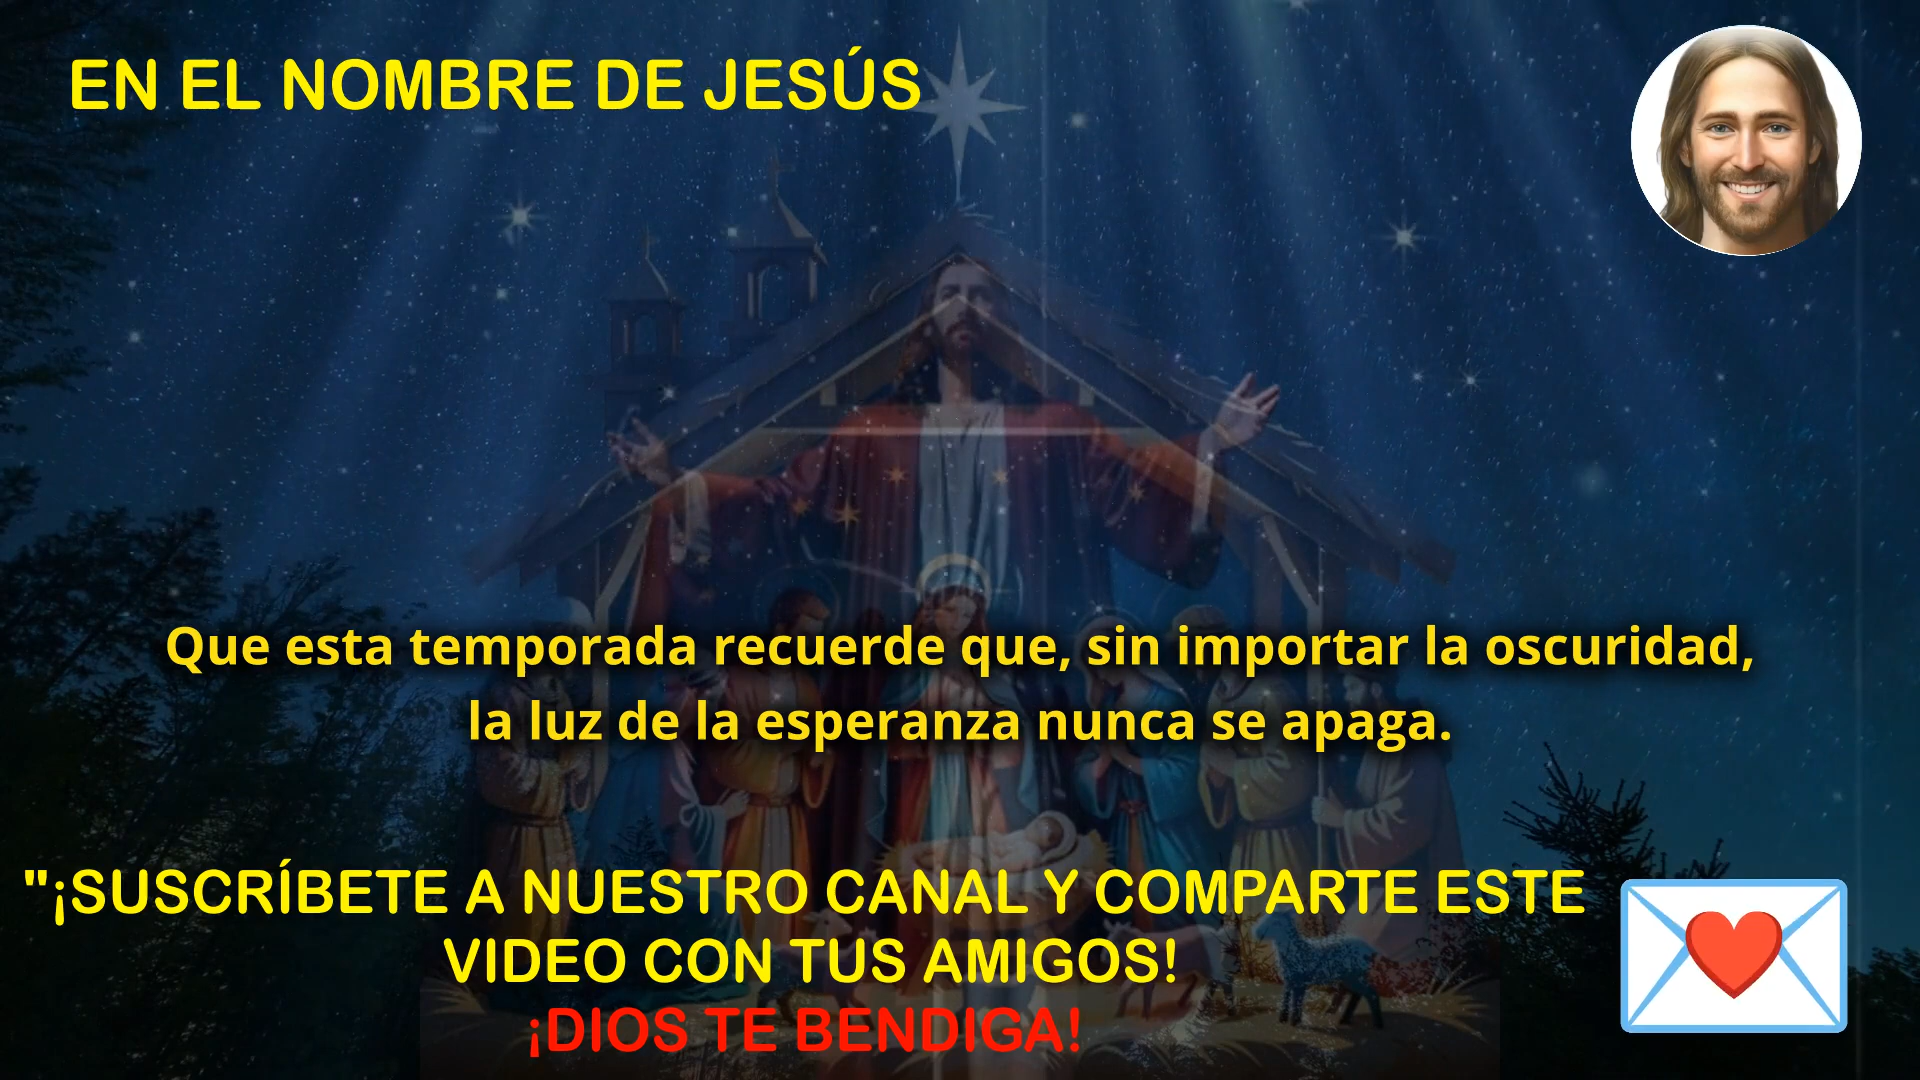 EN EL NOMBRE DE JESÚS
Que esta temporada recuerde que, sin importar la oscuridad,
la luz de la esperanza nunca se apaga.
"¡SUSCRÍBETE A NUESTRO CANAL Y COMPARTE ESTE
VIDEO CON TUS AMIGOS!
¡DIOS TE BENDIGA!